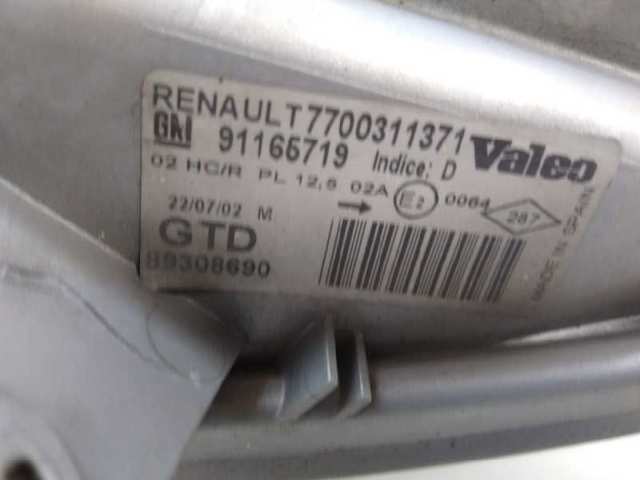 RENAULT 7700311371
GM 91165719 Indice: D Valeo
02 HC/R PL 12,5 02A → E2 0064 287
22/07/02 M
GTD
89308690
MADE IN SPAIN